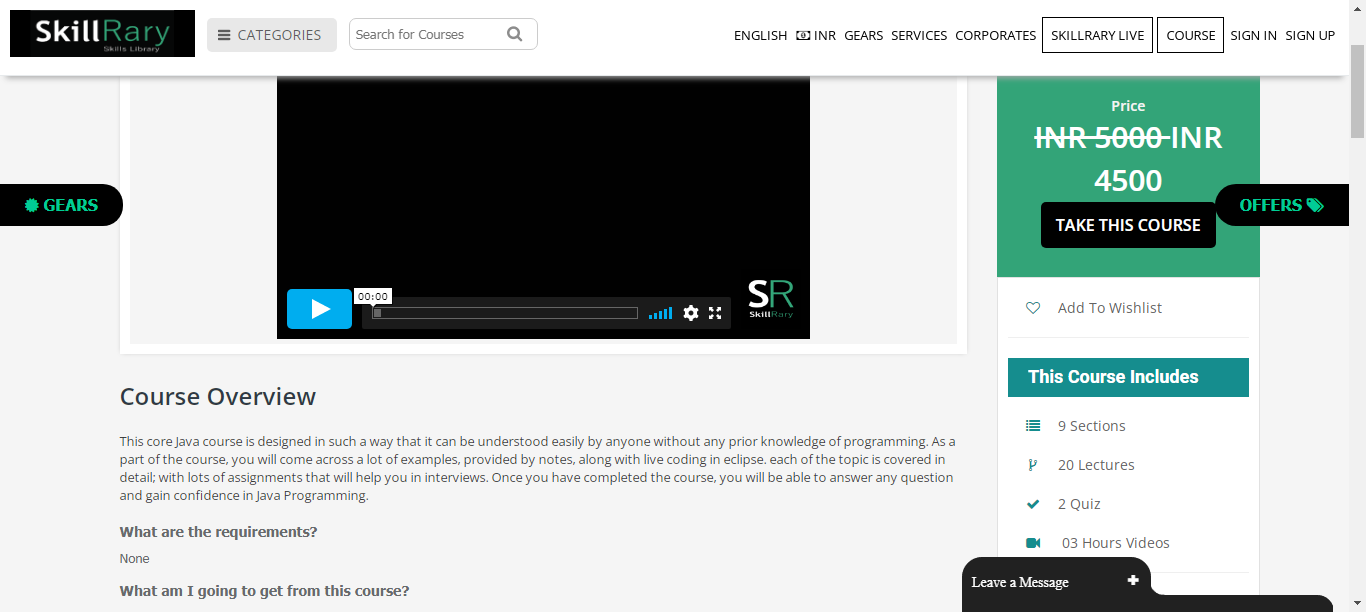 SkillRary
Skills Library
CATEGORIES
Search for Courses
ENGLISH INR GEARS SERVICES CORPORATES SKILLRARY LIVE COURSE SIGN IN SIGN UP
GEARS
00:00
SR
SkillRary
Course Overview
This core Java course is designed in such a way that it can be understood easily by anyone without any prior knowledge of programming. As a
part of the course, you will come across a lot of examples, provided by notes, along with live coding in eclipse. each of the topic is covered in
detail; with lots of assignments that will help you in interviews. Once you have completed the course, you will be able to answer any question
and gain confidence in Java Programming.
What are the requirements?
None
What am I going to get from this course?
Price
INR 5000 INR
4500
TAKE THIS COURSE
OFFERS
Add To Wishlist
This Course Includes
9 Sections
20 Lectures
2 Quiz
03 Hours Videos
Leave a Message